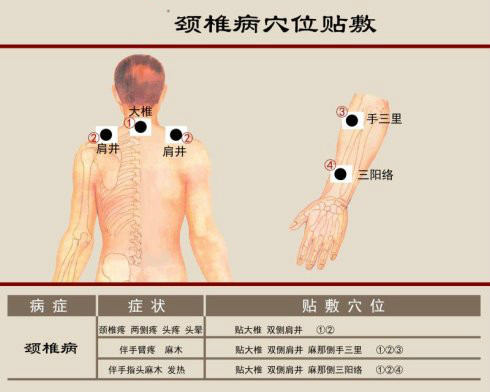 颈椎病穴位贴敷
大椎
①
② ②
肩井 肩井
③ 手三里
④ 三阳络
病症 症状 贴敷穴位
颈椎病
颈椎疼 两侧疼 头疼 头晕 贴大椎 双侧肩井 ①②
伴手臂疼 麻木 贴大椎 双侧肩井 麻那侧手三里 ①②③
伴手指头麻木 发热 贴大椎 双侧肩井 麻那侧三阳络 ①②④